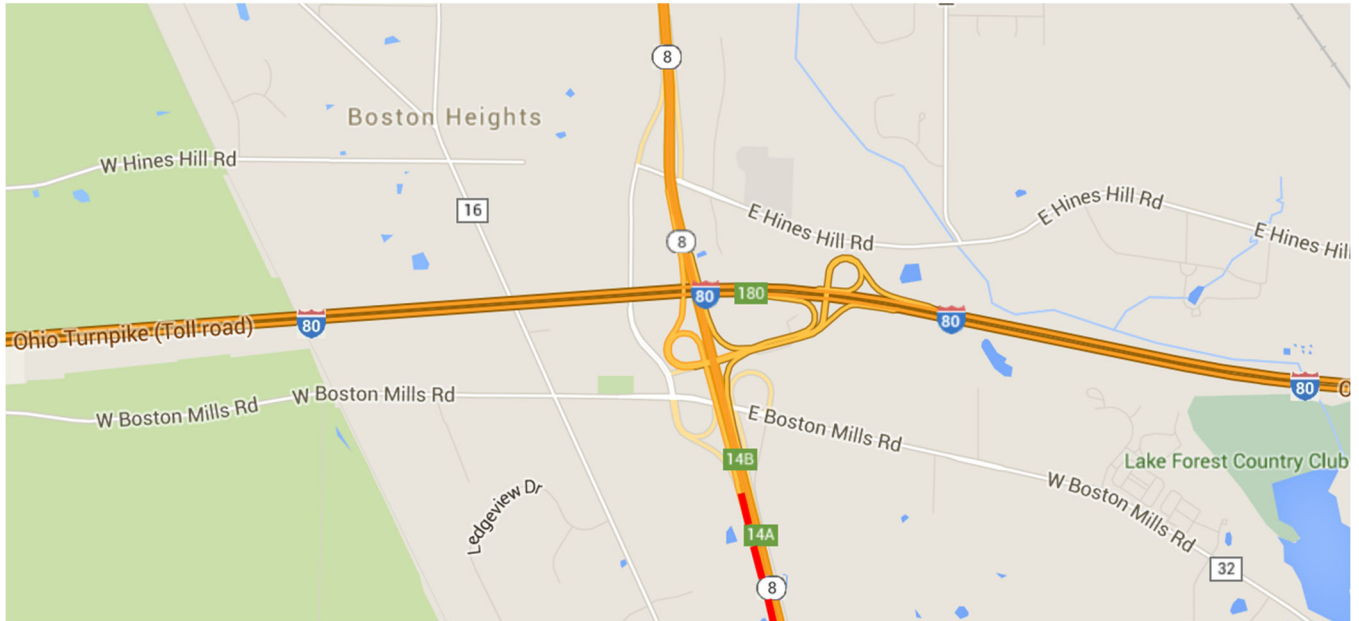 8
Boston Heights
W Hines Hill Rd
16
E Hines Hill Rd
E Hines Hill Rd
E Hines Hill
8
80
180
80
80
Ohio Turnpike (Toll road)
80
O
W Boston Mills Rd
W Boston Mills Rd
E Boston Mills Rd
14B
Lake Forest Country Club
W Boston Mills Rd
Ledgeview Dr
14A
32
8